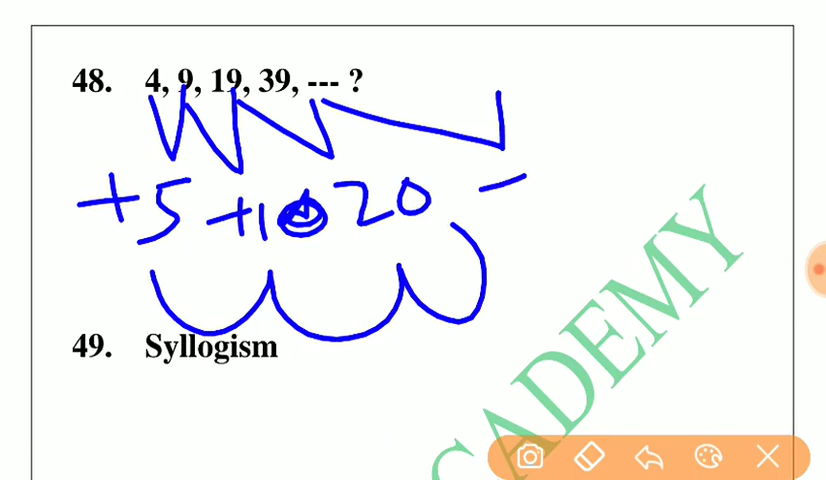 48. 4, 9, 19, 39, --- ?
+5 +10 20 -
49. Syllogism
CADEMY